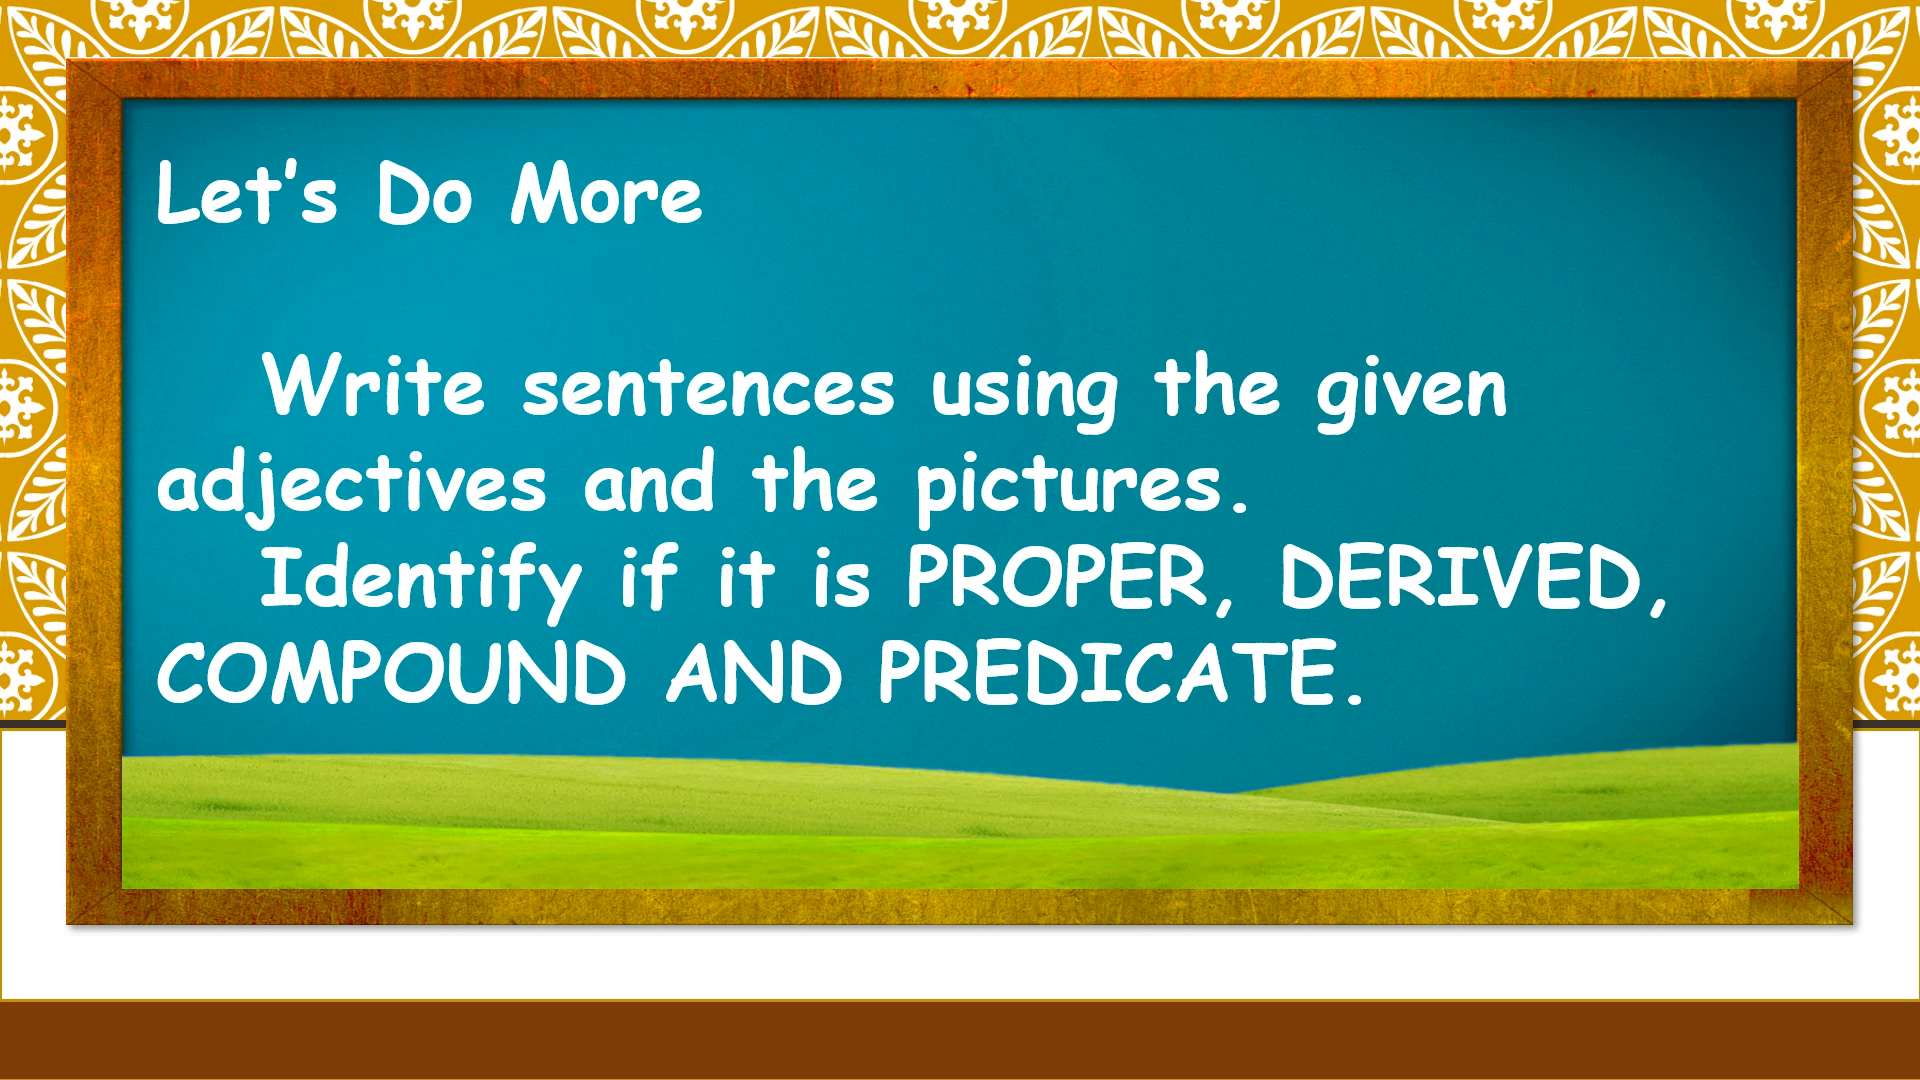 Let's Do More
Write sentences using the given
adjectives and the pictures.
Identify if it is PROPER, DERIVED,
COMPOUND AND PREDICATE.